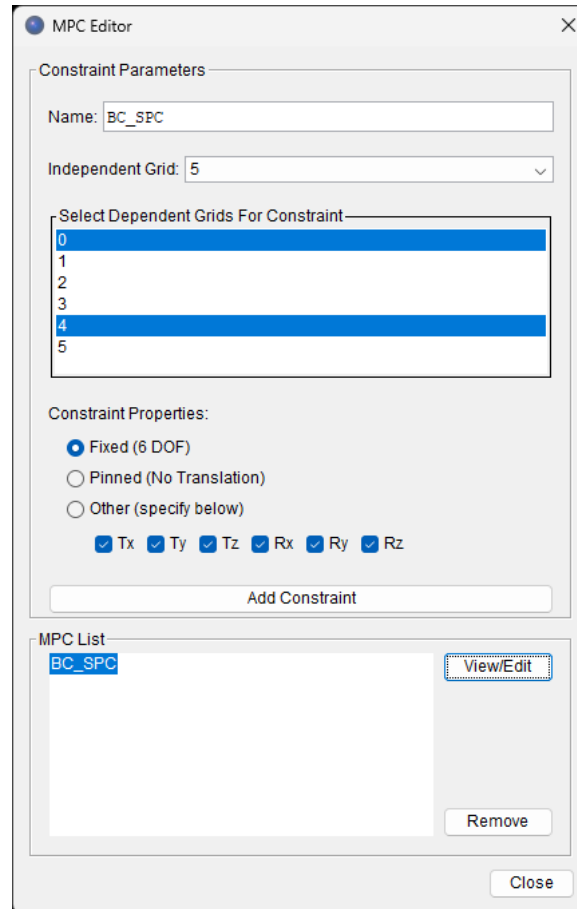 MPC Editor
Constraint Parameters
Name: BC_SPC
Independent Grid: 5
Select Dependent Grids For Constraint
0
1
2
3
4
5
Constraint Properties:
Fixed (6 DOF)
Pinned (No Translation)
Other (specify below)
Tx Ty Tz Rx Ry Rz
Add Constraint
MPC List
BC_SPC View/Edit
Remove
Close